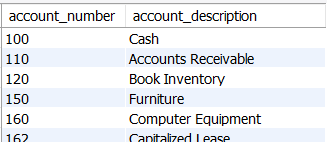 account_number account_description
100 Cash
110 Accounts Receivable
120 Book Inventory
150 Furniture
160 Computer Equipment
162 Capitalized Lease